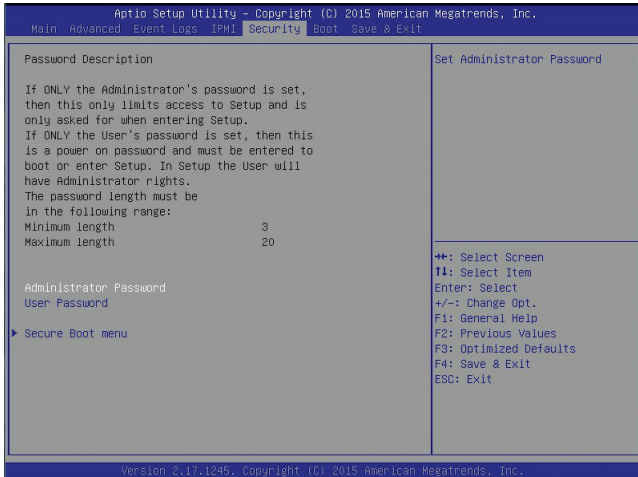 Aptio Setup Utility – Copyright (C) 2015 American Megatrends, Inc.
Main Advanced Event Logs IPMI Security Boot Save & Exit
Password Description
If ONLY the Administrator's password is set,
then this only limits access to Setup and is
only asked for when entering Setup.
If ONLY the User's password is set, then this
is a power on password and must be entered to
boot or enter Setup. In Setup the User will
have Administrator rights.
The password length must be
in the following range:
Minimum length 3
Maximum length 20
Administrator Password
User Password
Secure Boot menu
Set Administrator Password
→←: Select Screen
↑↓: Select Item
Enter: Select
+/-: Change Opt.
F1: General Help
F2: Previous Values
F3: Optimized Defaults
F4: Save & Exit
ESC: Exit
Version 2.17.1245. Copyright (C) 2015 American Megatrends, Inc.